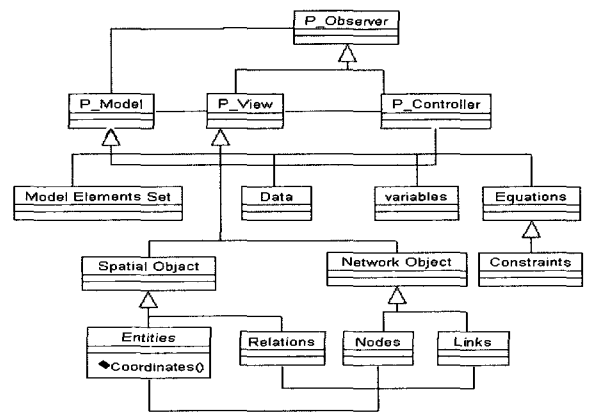 P_Observer
P_Model P_View P_Controller
Model Elements Set Data variables Equations
Spatial Object Network Object Constraints
Entities Relations Nodes Links
Coordinates()